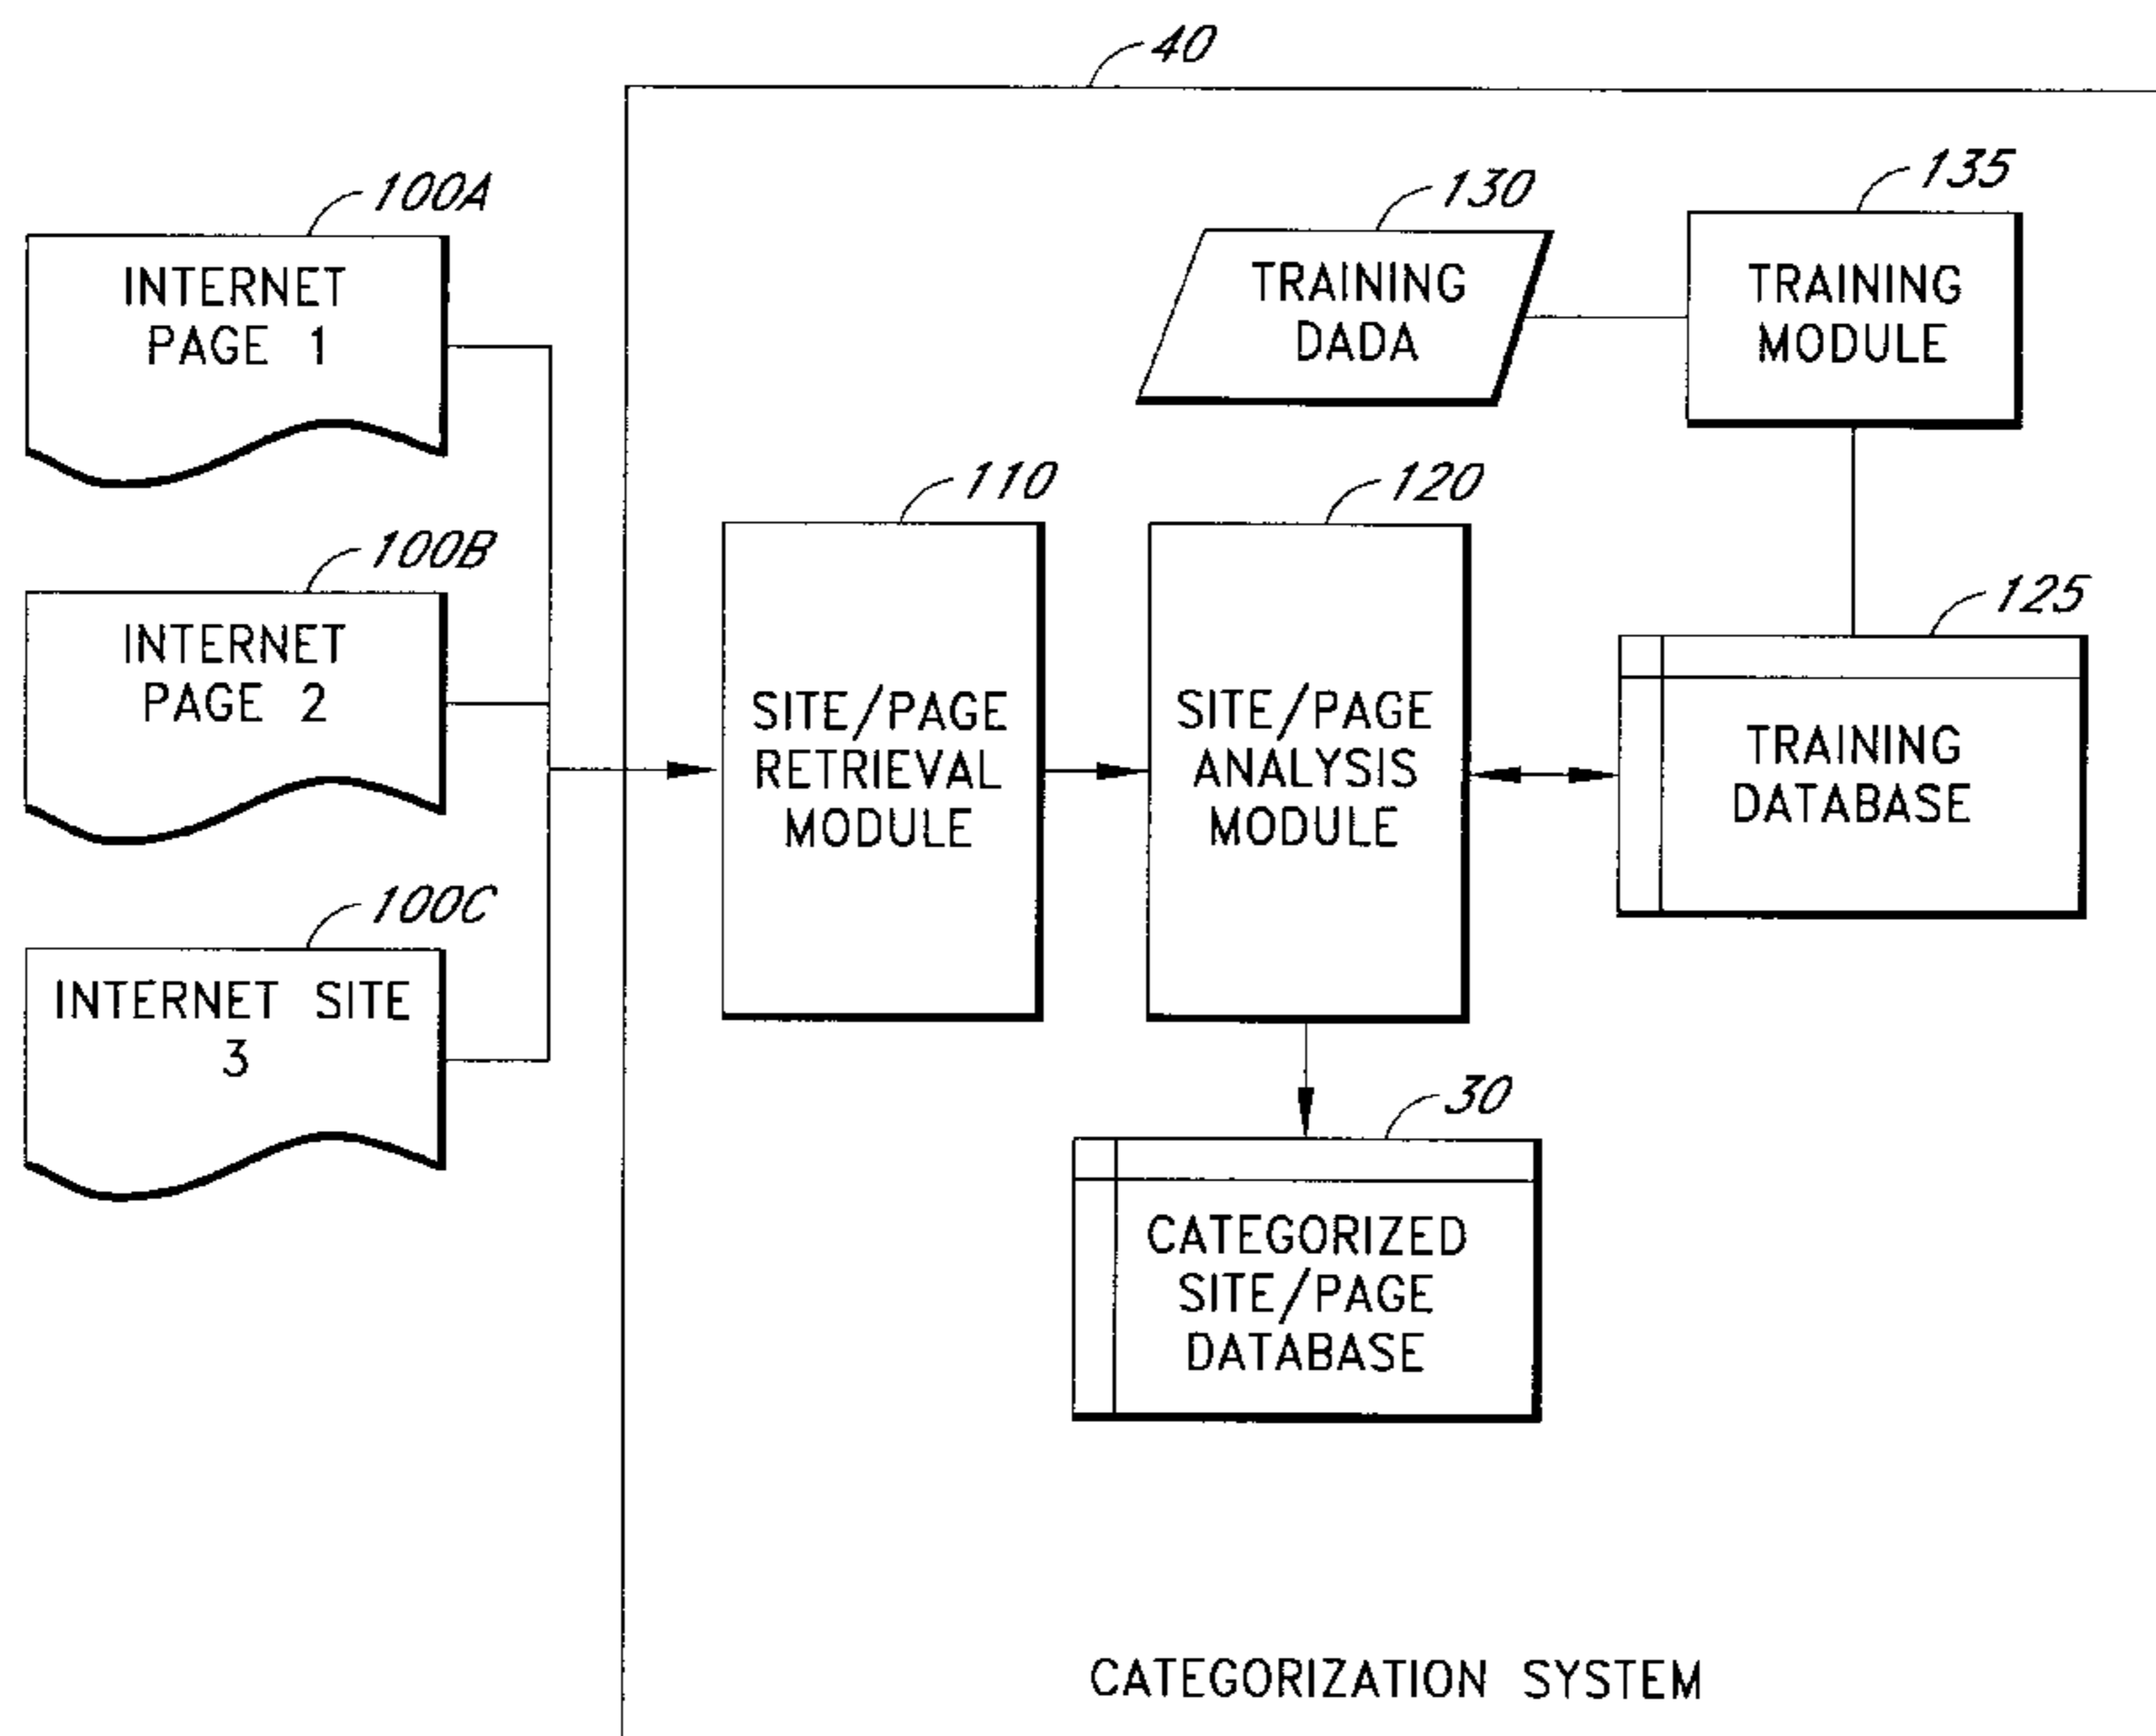 40
100A
INTERNET
PAGE 1
100B
INTERNET
PAGE 2
100C
INTERNET SITE
3
130
TRAINING
DADA
135
TRAINING
MODULE
110
SITE/PAGE
RETRIEVAL
MODULE
120
SITE/PAGE
ANALYSIS
MODULE
125
TRAINING
DATABASE
30
CATEGORIZED
SITE/PAGE
DATABASE
CATEGORIZATION SYSTEM